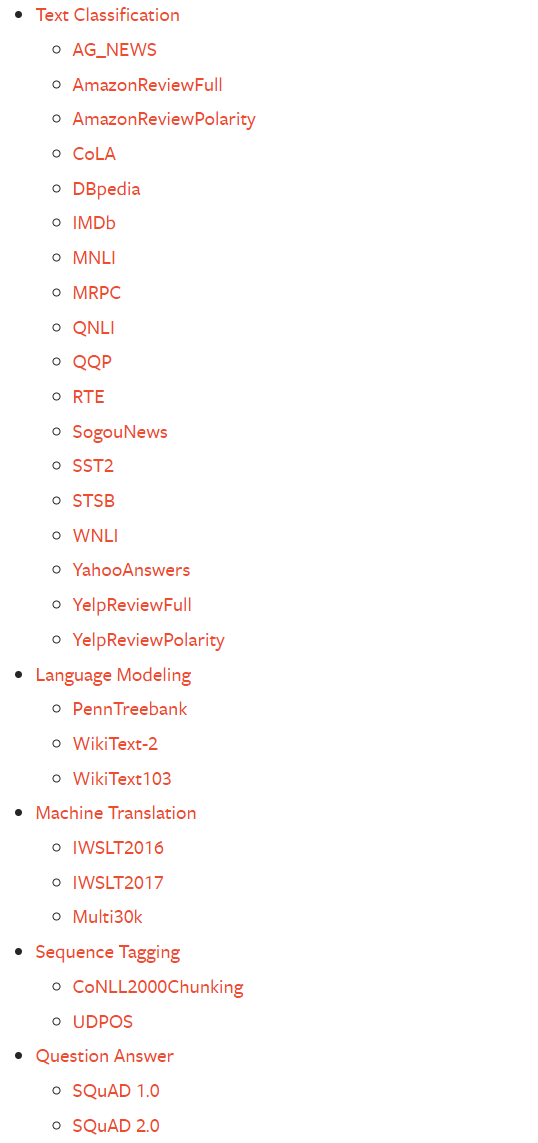 Text Classification
AG_NEWS
AmazonReviewFull
AmazonReviewPolarity
CoLA
DBpedia
IMDb
MNLI
MRPC
QNLI
QQP
RTE
SogouNews
SST2
STSB
WNLI
YahooAnswers
YelpReviewFull
YelpReviewPolarity
Language Modeling
PennTreebank
WikiText-2
WikiText103
Machine Translation
IWSLT2016
IWSLT2017
Multi30k
Sequence Tagging
CoNLL2000Chunking
UDPOS
Question Answer
SQuAD 1.0
SQuAD 2.0